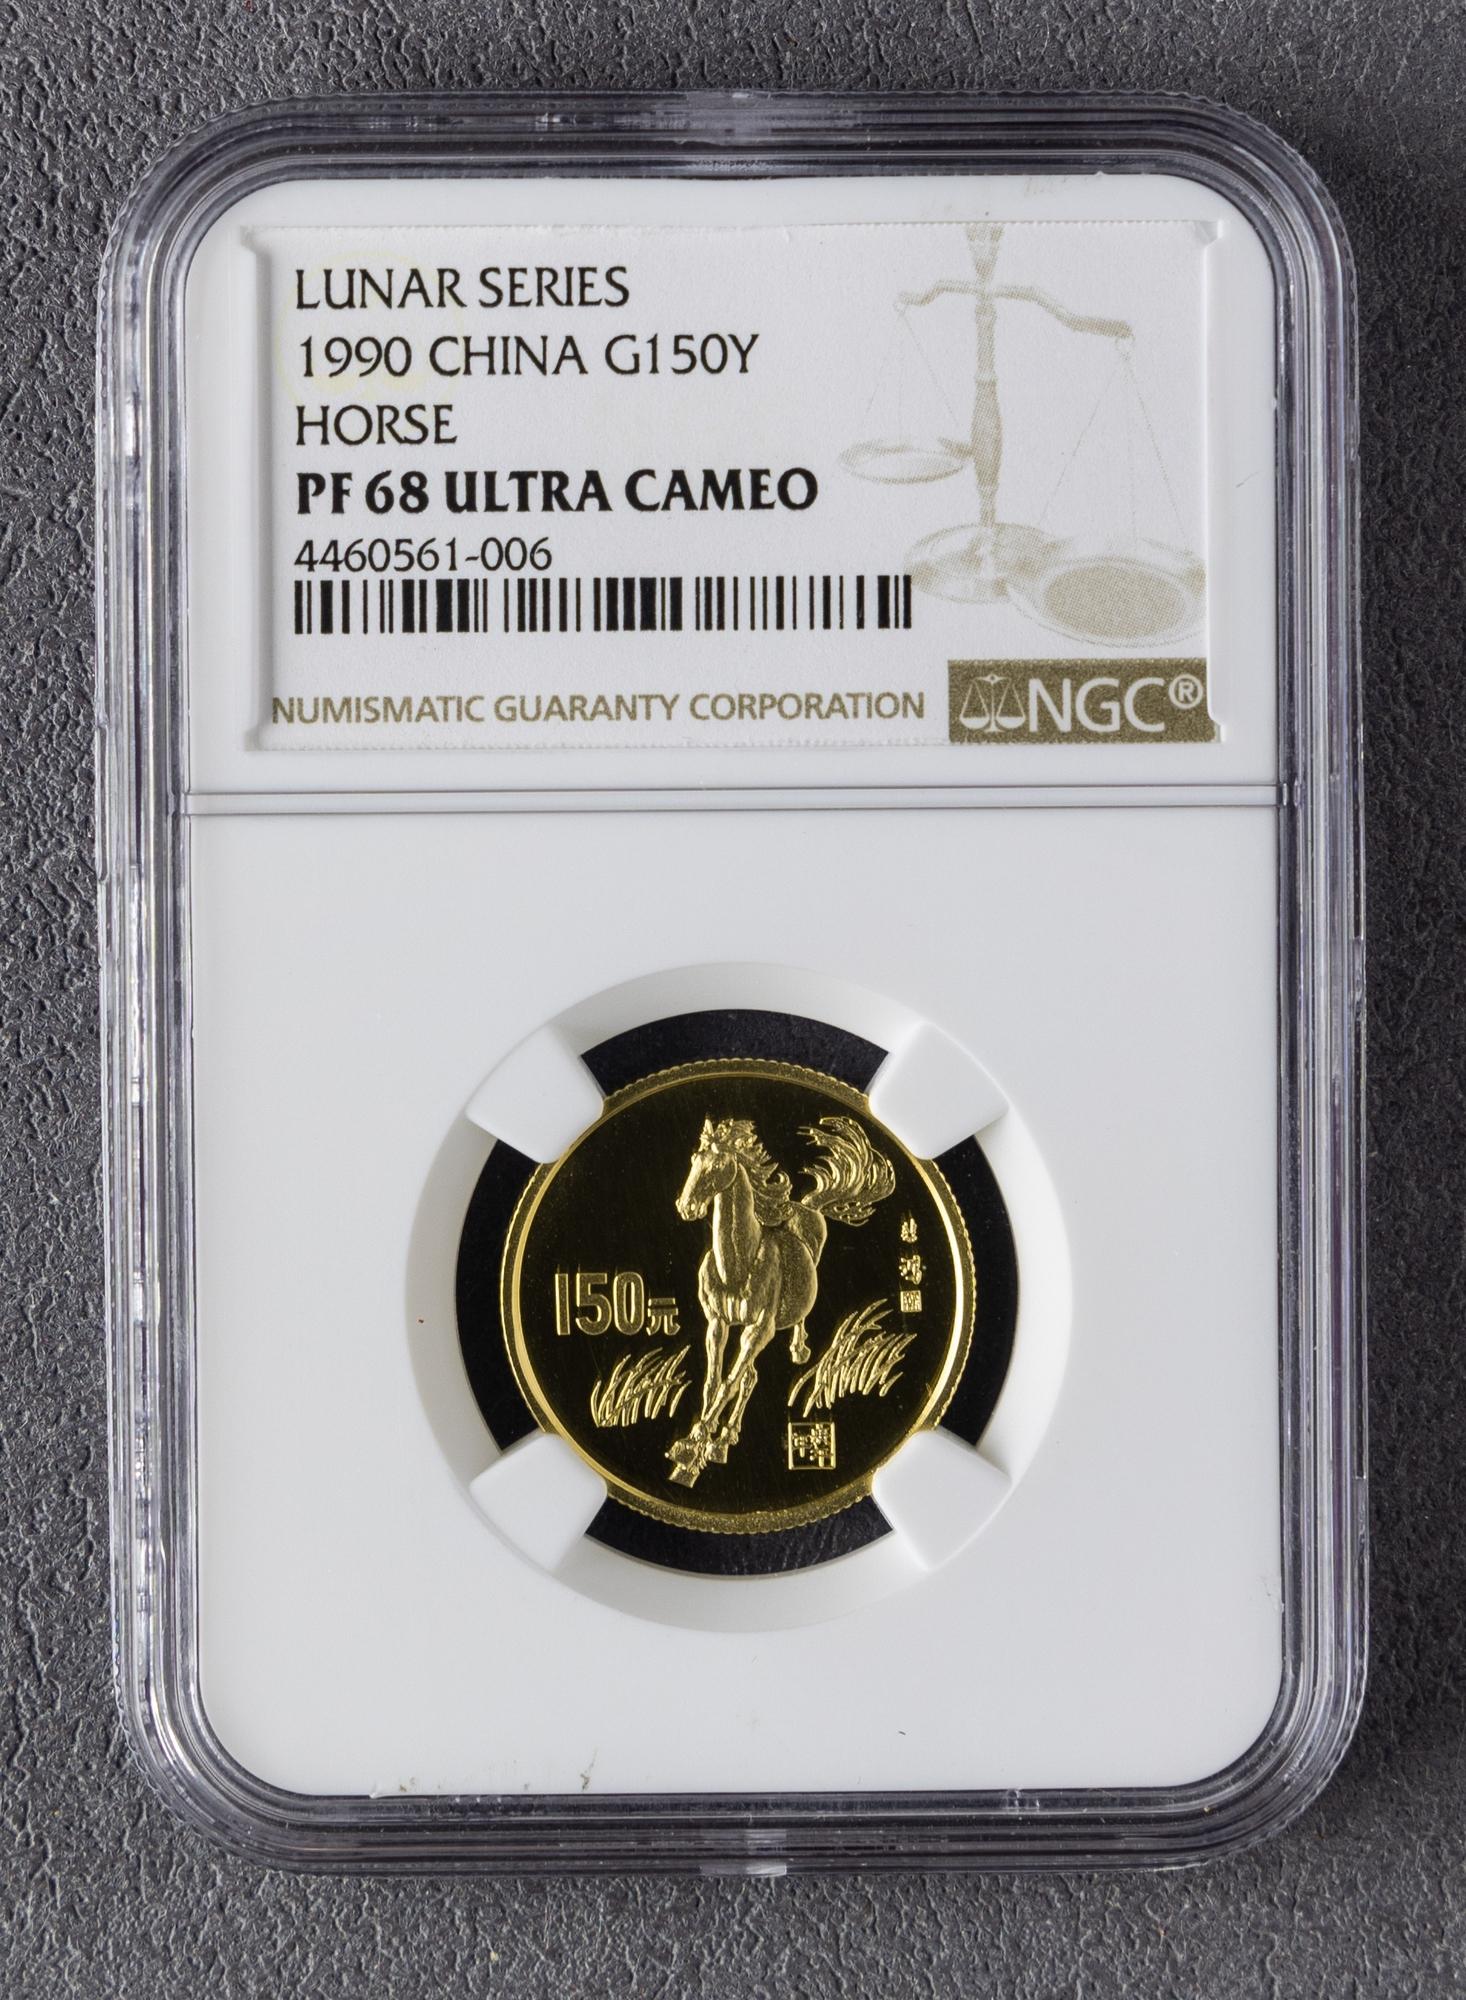 LUNAR SERIES
1990 CHINA G150Y
HORSE
PF 68 ULTRA CAMEO
4460561-006
NUMISMATIC GUARANTY CORPORATION
NGC®
150元